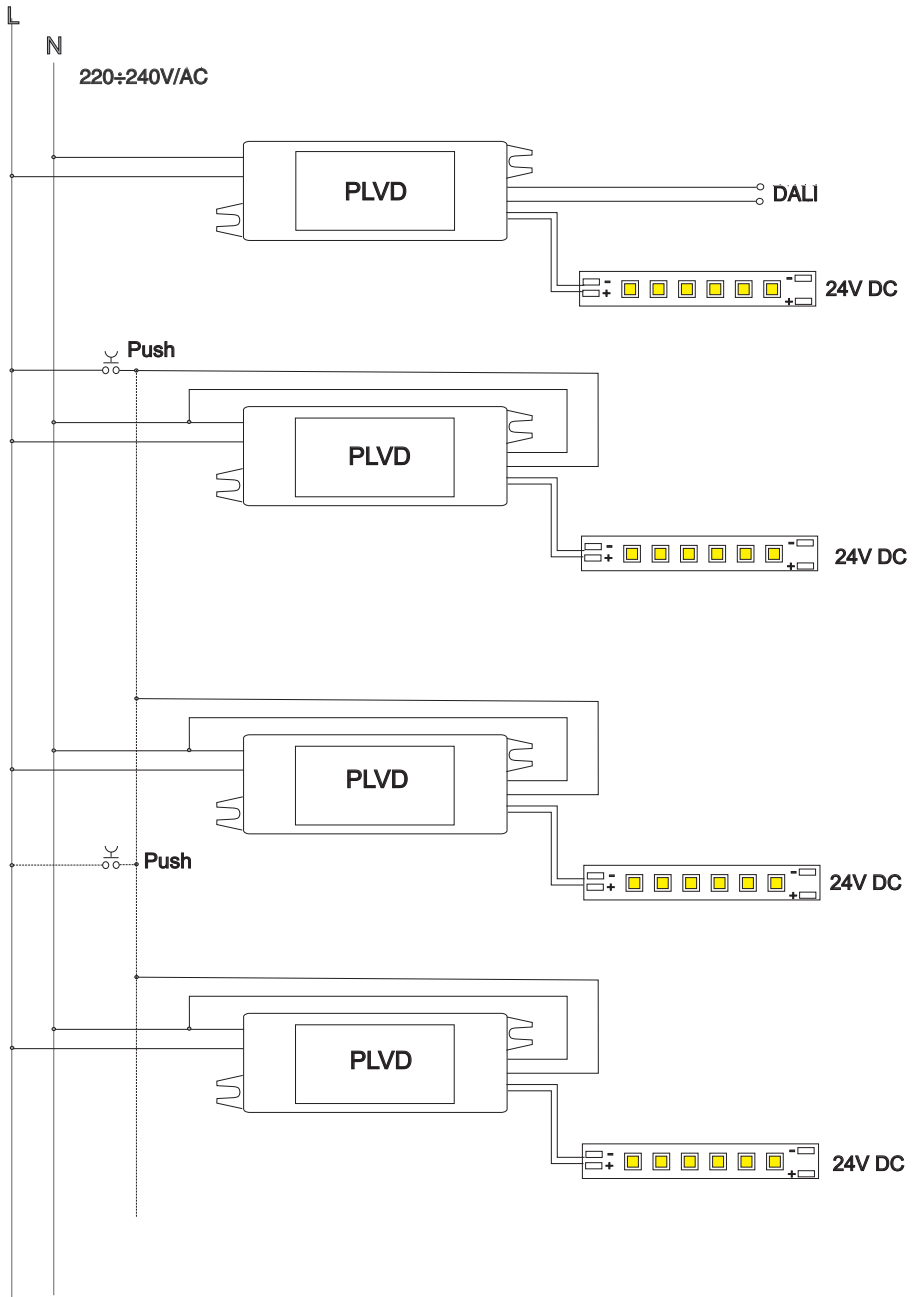 L
N
220÷240V/AC
PLVD
DALI
- -
+ +
24V DC
Push
PLVD
- -
+ +
24V DC
PLVD
Push
- -
+ +
24V DC
PLVD
- -
+ +
24V DC